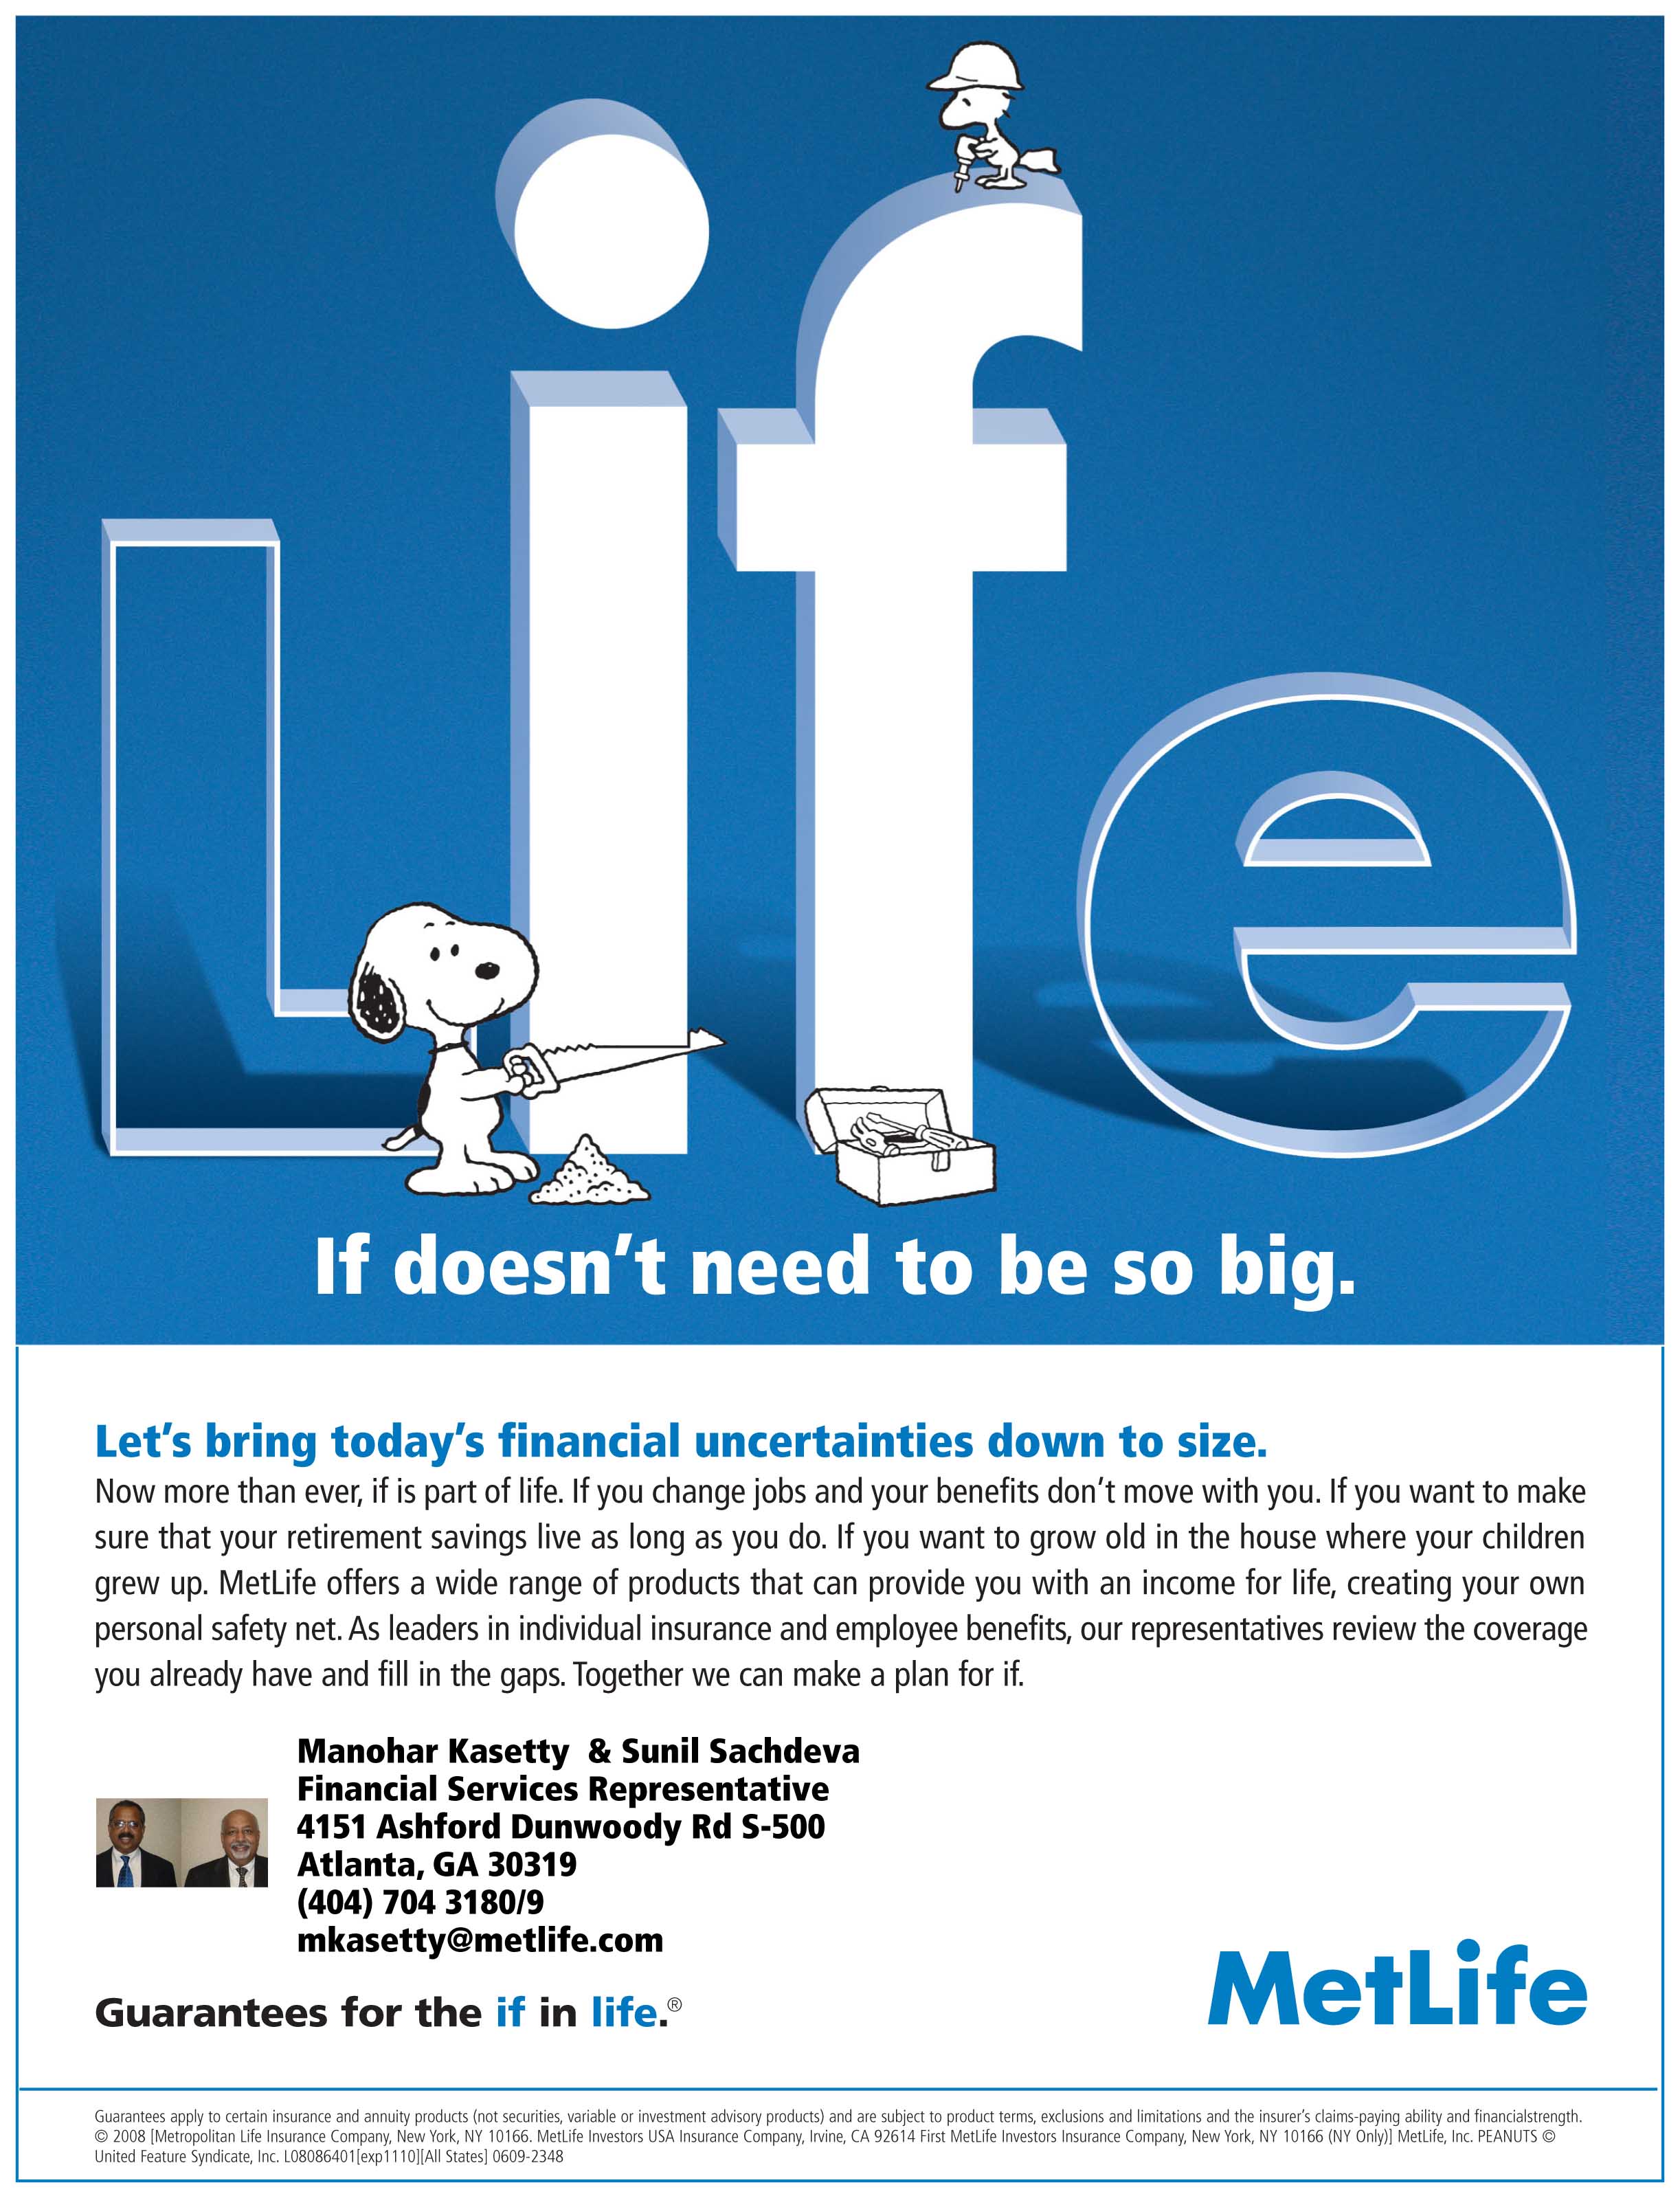 Life
If doesn't need to be so big.
Let's bring today's financial uncertainties down to size.
Now more than ever, if is part of life. If you change jobs and your benefits don't move with you. If you want to make
sure that your retirement savings live as long as you do. If you want to grow old in the house where your children
grew up. MetLife offers a wide range of products that can provide you with an income for life, creating your own
personal safety net. As leaders in individual insurance and employee benefits, our representatives review the coverage
you already have and fill in the gaps. Together we can make a plan for if.
Manohar Kasetty & Sunil Sachdeva
Financial Services Representative
4151 Ashford Dunwoody Rd S-500
Atlanta, GA 30319
(404) 704 3180/9
mkasetty@metlife.com
Guarantees for the if in life.®
MetLife
Guarantees apply to certain insurance and annuity products (not securities, variable or investment advisory products) and are subject to product terms, exclusions and limitations and the insurer's claims-paying ability and financialstrength.
© 2008 [Metropolitan Life Insurance Company, New York, NY 10166. MetLife Investors USA Insurance Company, Irvine, CA 92614 First MetLife Investors Insurance Company, New York, NY 10166 (NY Only)] MetLife, Inc. PEANUTS ©
United Feature Syndicate, Inc. L08086401[exp1110][All States] 0609-2348